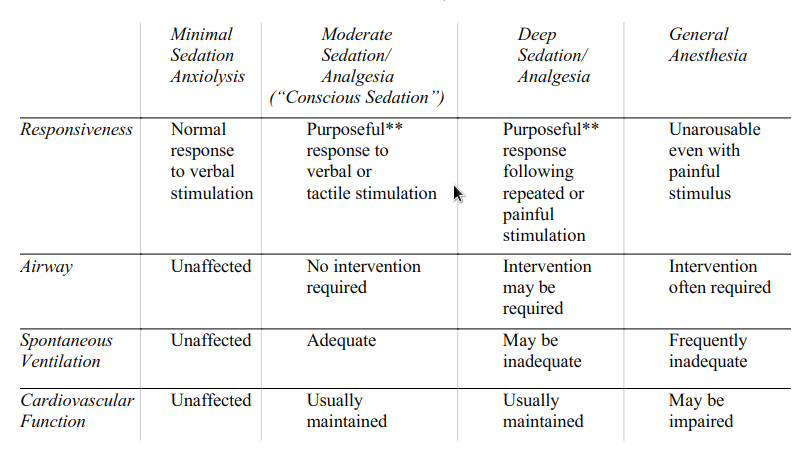 Minimal Sedation Anxiolysis | Moderate Sedation/ Analgesia (“Conscious Sedation”) | Deep Sedation/ Analgesia | General Anesthesia
Responsiveness | Normal response to verbal stimulation | Purposeful** response to verbal or tactile stimulation | Purposeful** response following repeated or painful stimulation | Unarousable even with painful stimulus
Airway | Unaffected | No intervention required | Intervention may be required | Intervention often required
Spontaneous Ventilation | Unaffected | Adequate | May be inadequate | Frequently inadequate
Cardiovascular Function | Unaffected | Usually maintained | Usually maintained | May be impaired